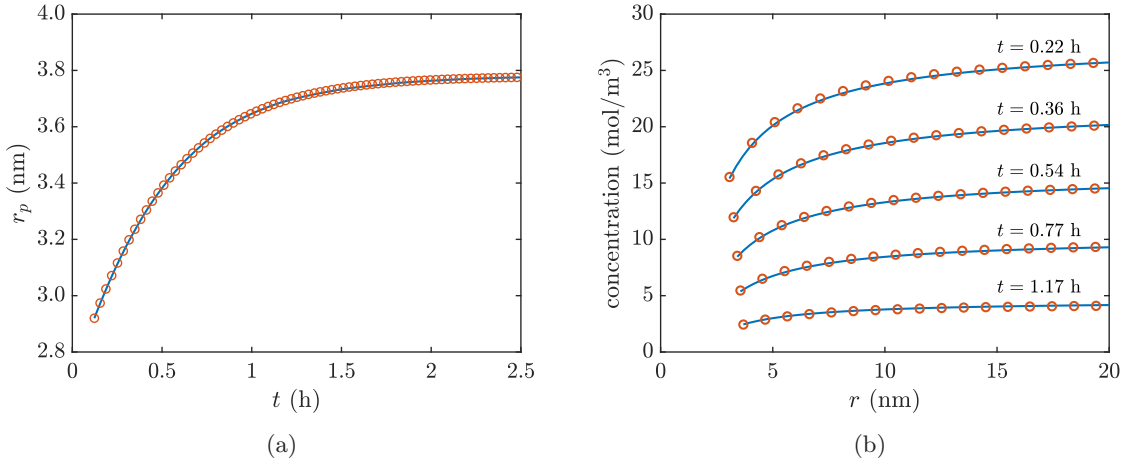 4.0
3.8
3.6
3.4
3.2
3.0
2.8
r_p (nm)
0 0.5 1 1.5 2 2.5
t (h)
(a)
30
25
20
15
10
5
0
concentration (mol/m³)
t = 0.22 h
t = 0.36 h
t = 0.54 h
t = 0.77 h
t = 1.17 h
0 5 10 15 20
r (nm)
(b)